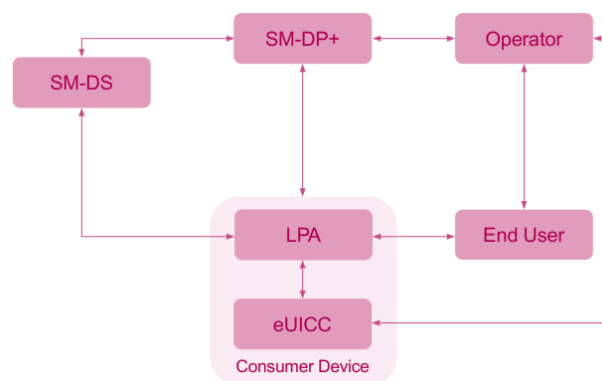 SM-DP+
Operator
SM-DS
LPA
End User
eUICC
Consumer Device